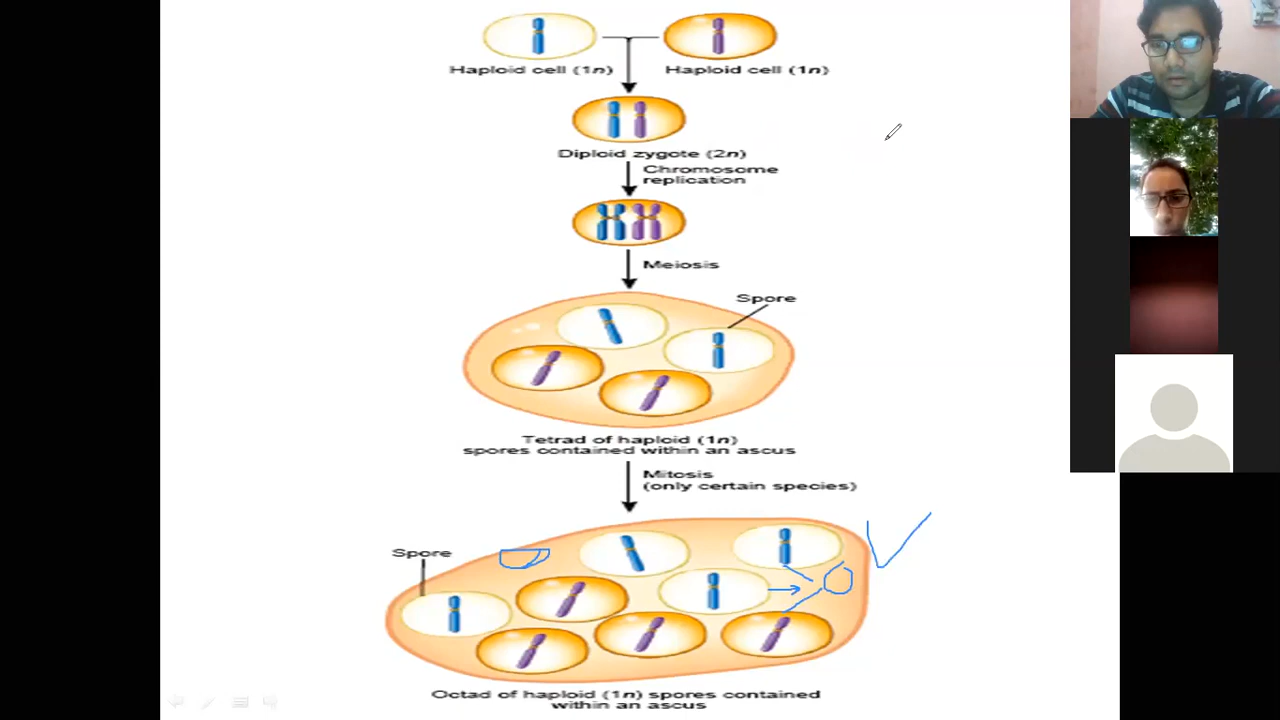 Haploid cell (1n)
Haploid cell (1n)
Diploid zygote (2n)
Chromosome
replication
Meiosis
Spore
Tetrad of haploid (1n)
spores contained within an ascus
Mitosis
(only certain species)
Spore
Octad of haploid (1n) spores contained
within an ascus